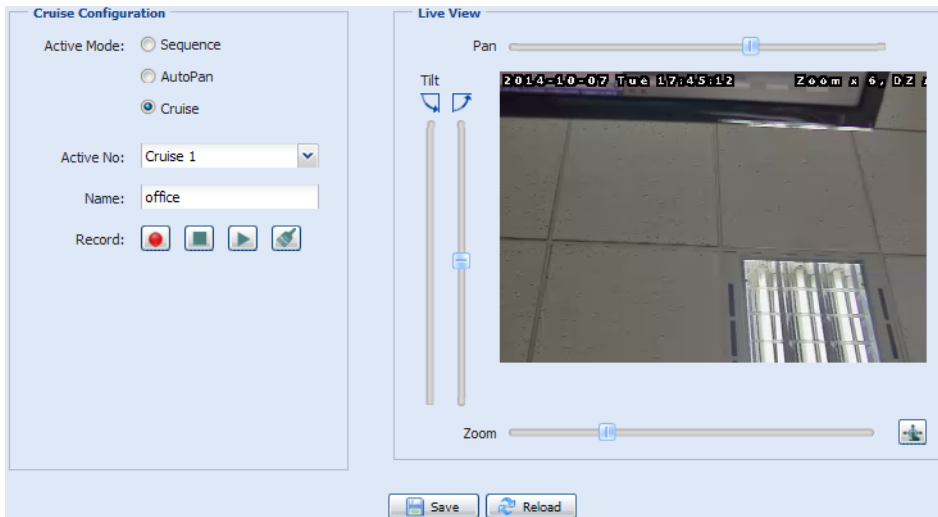 Cruise Configuration
Active Mode: Sequence
AutoPan
Cruise
Active No: Cruise 1
Name: office
Record:
Live View
Pan
Tilt
2014-10-07 Tue 17:45:12 Zoom x 6, DZ
Zoom
Save Reload